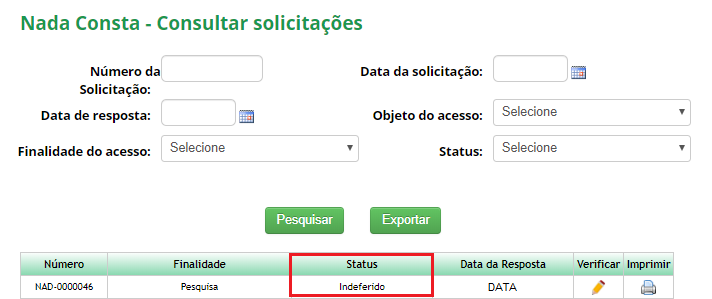 Nada Consta - Consultar solicitações
Número da Solicitação:
Data da solicitação:
Data de resposta:
Objeto do acesso: Selecione
Finalidade do acesso: Selecione
Status: Selecione
Pesquisar Exportar
Número Finalidade Status Data da Resposta Verificar Imprimir
NAD-0000046 Pesquisa Indeferido DATA